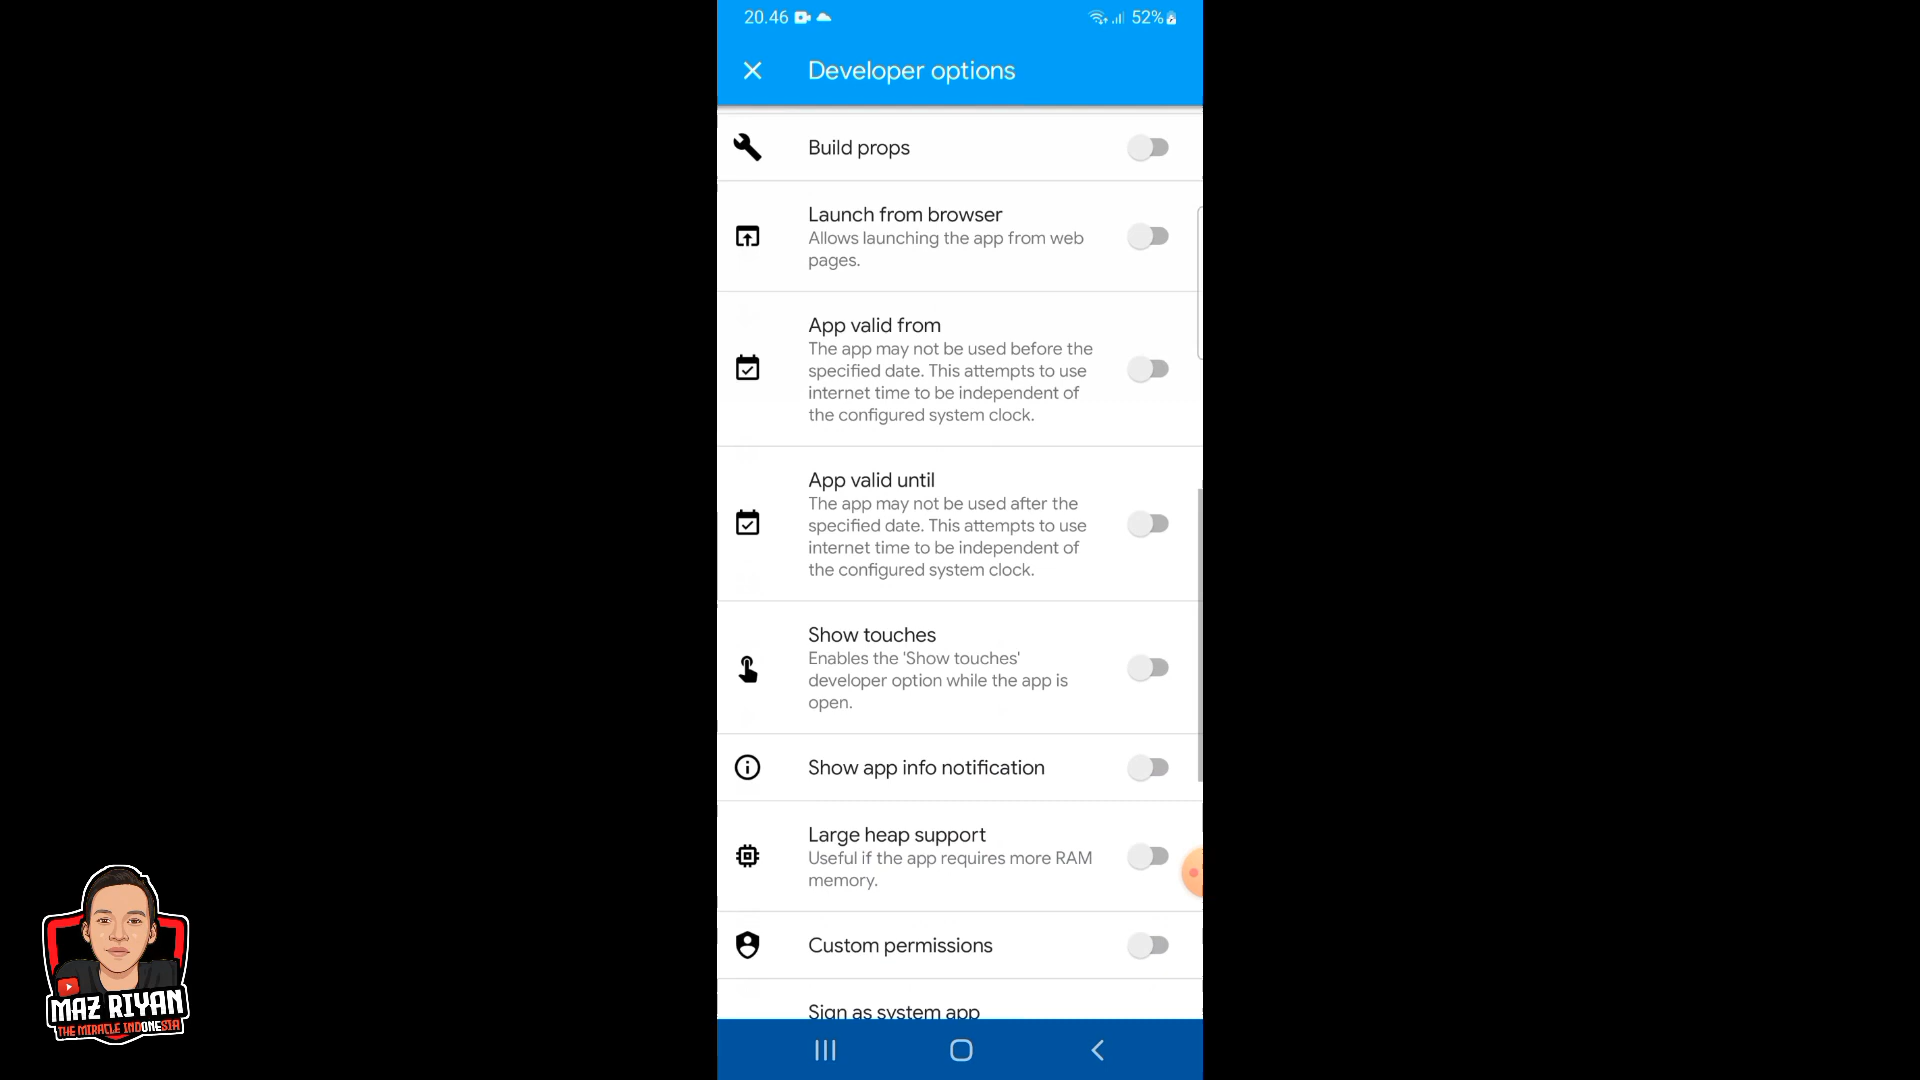 20.46
52%
Developer options
Build props
Launch from browser
Allows launching the app from web
pages.
App valid from
The app may not be used before the
specified date. This attempts to use
internet time to be independent of
the configured system clock.
App valid until
The app may not be used after the
specified date. This attempts to use
internet time to be independent of
the configured system clock.
Show touches
Enables the 'Show touches'
developer option while the app is
open.
Show app info notification
Large heap support
Useful if the app requires more RAM
memory.
Custom permissions
Sign as system app
MAZ RIYAN
THE MIRACLE INDONESIA